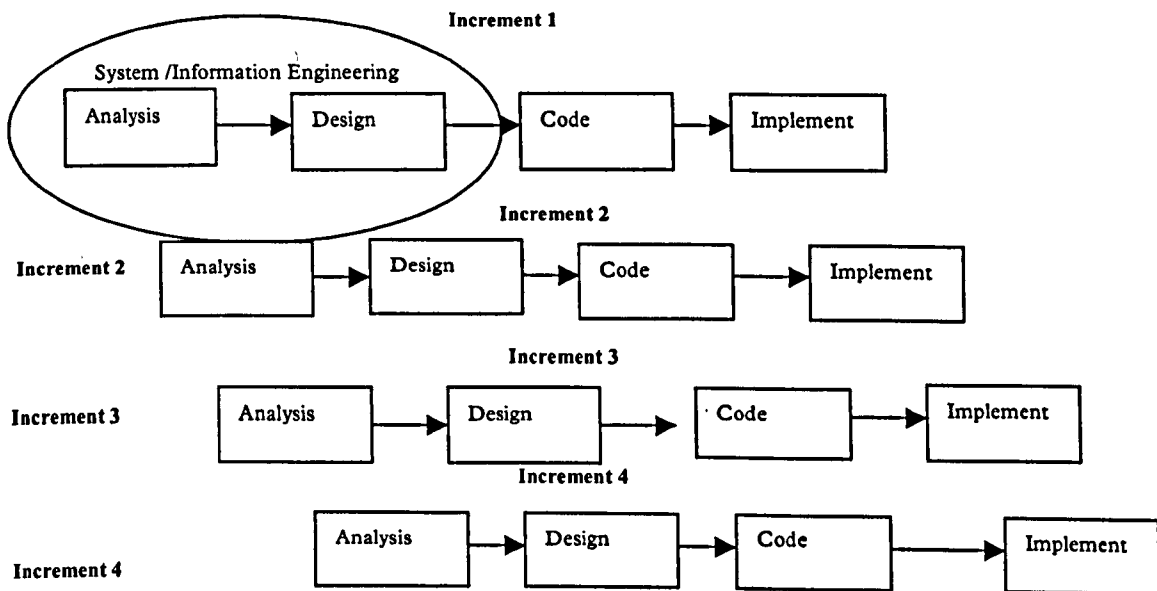 Increment 1
System /Information Engineering
Analysis
Design
Code
Implement
Increment 2
Increment 2
Analysis
Design
Code
Implement
Increment 3
Increment 3
Analysis
Design
Code
Implement
Increment 4
Increment 4
Analysis
Design
Code
Implement